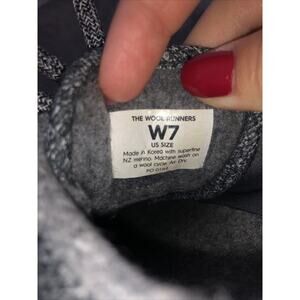 THE WOOL RUNNERS
W7
US SIZE
Made in Korea with superfine
NZ merino. Machine wash on
a wool cycle. Air Dry.